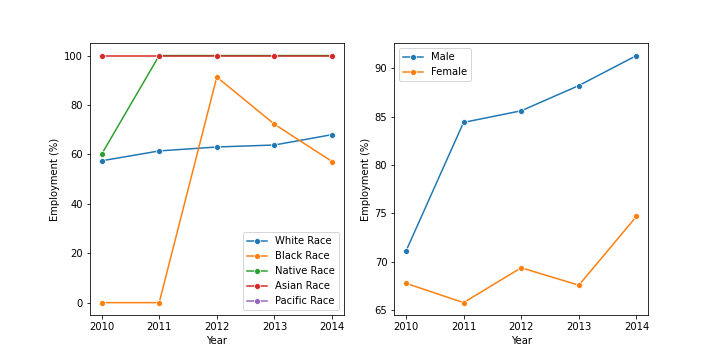 100
80
60
40
20
0
Employment (%)
2010 2011 2012 2013 2014
Year
White Race
Black Race
Native Race
Asian Race
Pacific Race
90
85
80
75
70
65
Employment (%)
2010 2011 2012 2013 2014
Year
Male
Female